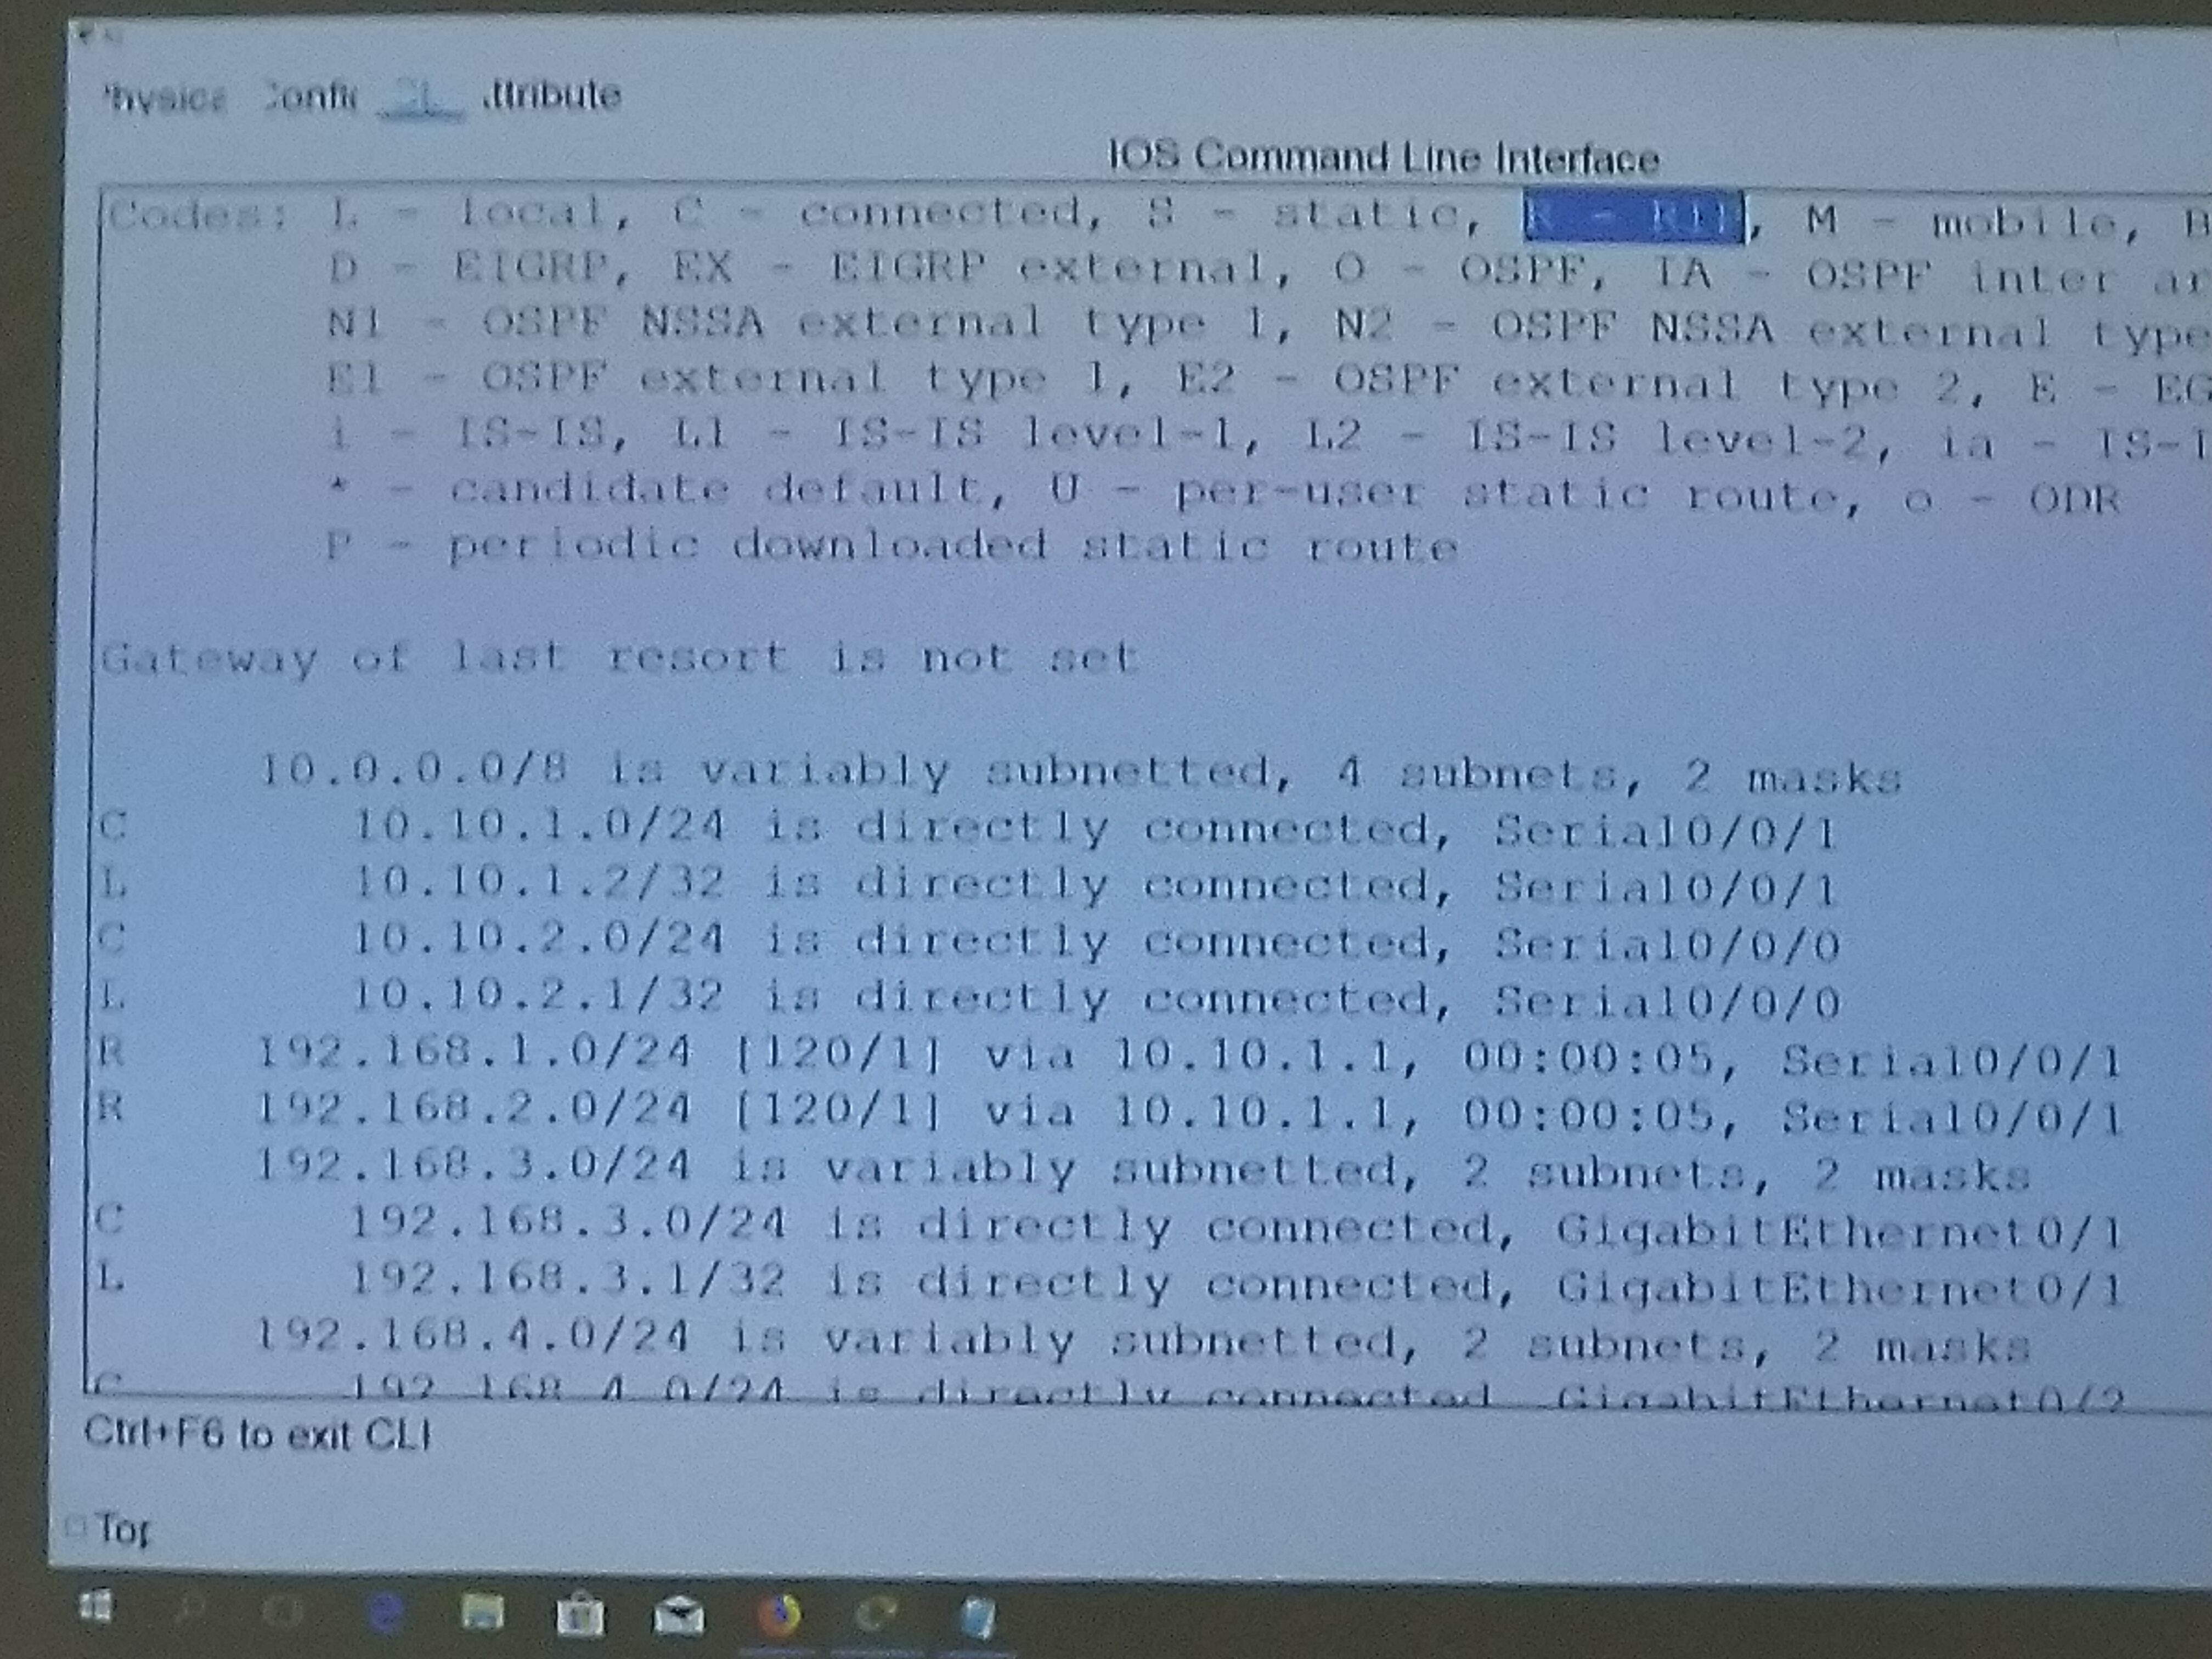 Physical Config CLI Attribute
IOS Command Line Interface
Codes: L - local, C - connected, S - static, R - RIP, M - mobile, B
D - EIGRP, EX - EIGRP external, O - OSPF, IA - OSPF inter ar
N1 - OSPF NSSA external type 1, N2 - OSPF NSSA external type
E1 - OSPF external type 1, E2 - OSPF external type 2, E - EG
i - IS-IS, L1 - IS-IS level-1, L2 - IS-IS level-2, ia - IS-I
* - candidate default, U - per-user static route, o - ODR
P - periodic downloaded static route
Gateway of last resort is not set
10.0.0.0/8 is variably subnetted, 4 subnets, 2 masks
C 10.10.1.0/24 is directly connected, Serial0/0/1
L 10.10.1.2/32 is directly connected, Serial0/0/1
C 10.10.2.0/24 is directly connected, Serial0/0/0
L 10.10.2.1/32 is directly connected, Serial0/0/0
R 192.168.1.0/24 [120/1] via 10.10.1.1, 00:00:05, Serial0/0/1
R 192.168.2.0/24 [120/1] via 10.10.1.1, 00:00:05, Serial0/0/1
192.168.3.0/24 is variably subnetted, 2 subnets, 2 masks
C 192.168.3.0/24 is directly connected, GigabitEthernet0/1
L 192.168.3.1/32 is directly connected, GigabitEthernet0/1
192.168.4.0/24 is variably subnetted, 2 subnets, 2 masks
C 192.168.4.0/24 is directly connected, GigabitEthernet0/2
Ctrl+F6 to exit CLI
Top